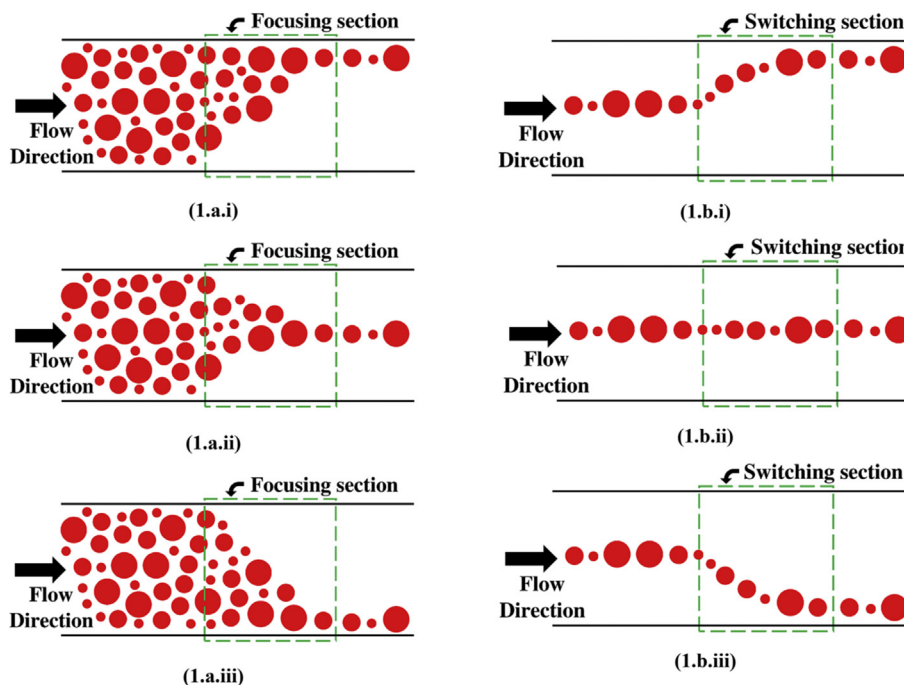 Focusing section
Flow
Direction
(1.a.i)
Switching section
Flow
Direction
(1.b.i)
Focusing section
Flow
Direction
(1.a.ii)
Switching section
Flow
Direction
(1.b.ii)
Focusing section
Flow
Direction
(1.a.iii)
Switching section
Flow
Direction
(1.b.iii)